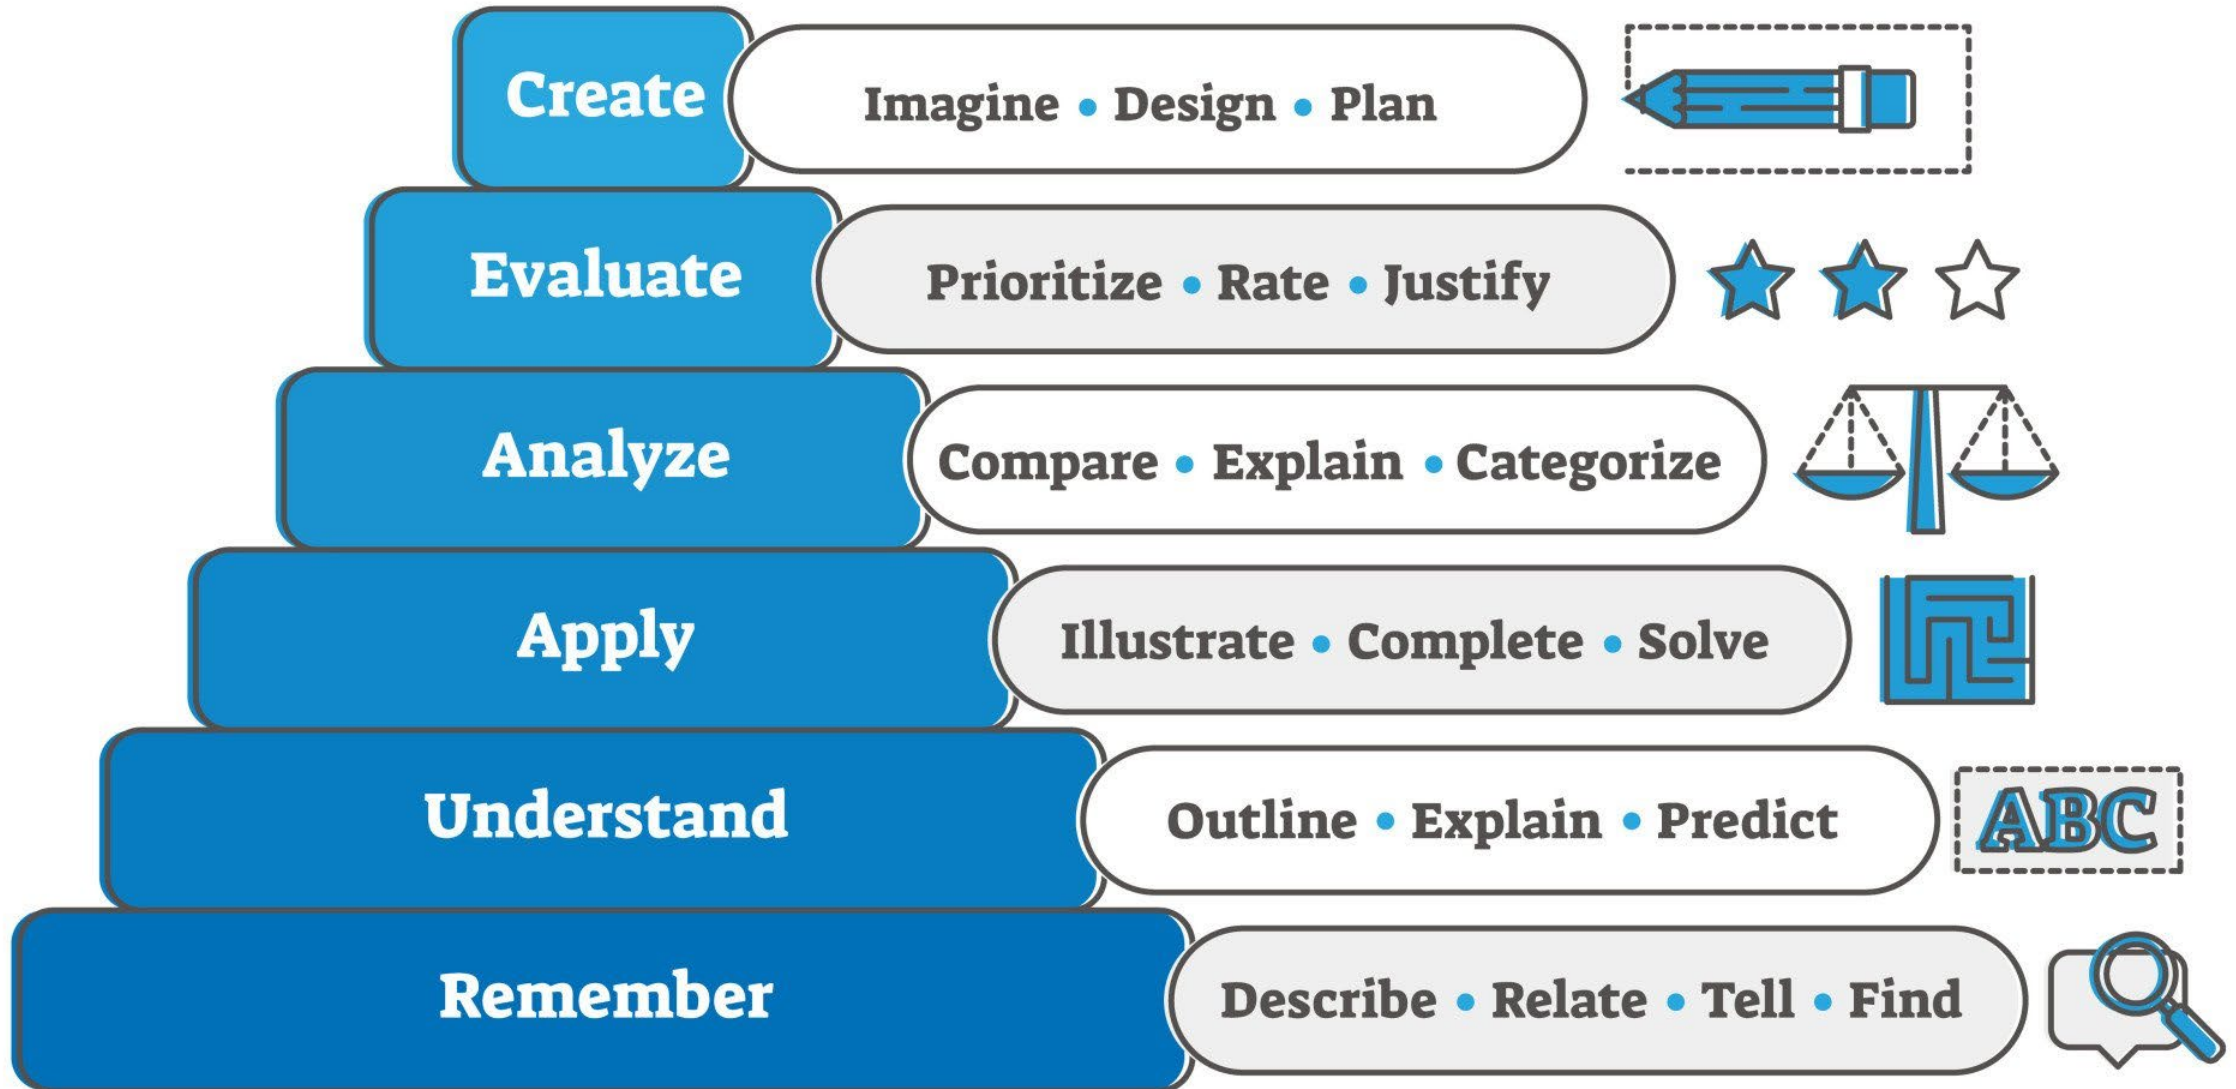 Create
Imagine • Design • Plan
Evaluate
Prioritize • Rate • Justify
Analyze
Compare • Explain • Categorize
Apply
Illustrate • Complete • Solve
Understand
Outline • Explain • Predict
ABC
Remember
Describe • Relate • Tell • Find